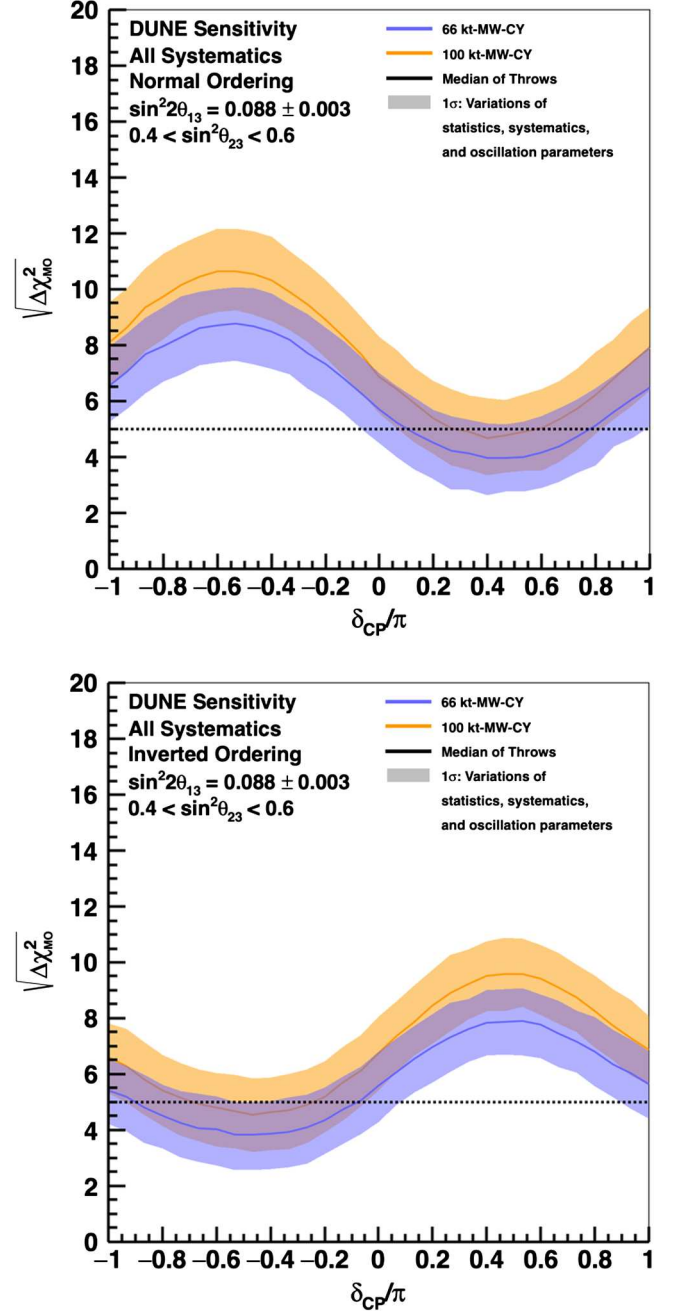 DUNE Sensitivity
All Systematics
Normal Ordering
sin²2θ₁₃ = 0.088 ± 0.003
0.4 < sin²θ₂₃ < 0.6
66 kt-MW-CY
100 kt-MW-CY
Median of Throws
1σ: Variations of
statistics, systematics,
and oscillation parameters
20
18
16
14
12
10
8
6
4
2
0
√Δχ²MO
−1 −0.8 −0.6 −0.4 −0.2 0 0.2 0.4 0.6 0.8 1
δCP/π
DUNE Sensitivity
All Systematics
Inverted Ordering
sin²2θ₁₃ = 0.088 ± 0.003
0.4 < sin²θ₂₃ < 0.6
66 kt-MW-CY
100 kt-MW-CY
Median of Throws
1σ: Variations of
statistics, systematics,
and oscillation parameters
20
18
16
14
12
10
8
6
4
2
0
√Δχ²MO
−1 −0.8 −0.6 −0.4 −0.2 0 0.2 0.4 0.6 0.8 1
δCP/π